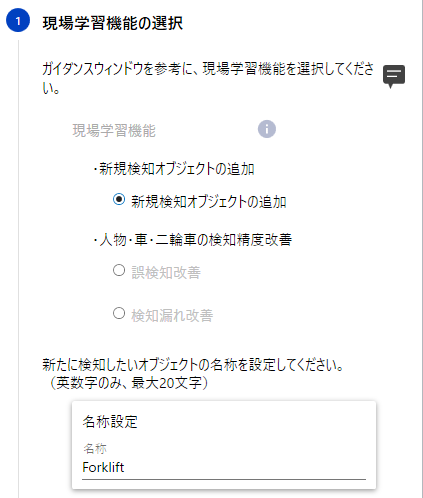 1 現場学習機能の選択
ガイダンスウィンドウを参考に、現場学習機能を選択してくださ
い。
現場学習機能 i
・新規検知オブジェクトの追加
新規検知オブジェクトの追加
・人物・車・二輪車の検知精度改善
誤検知改善
検知漏れ改善
新たに検知したいオブジェクトの名称を設定してください。
（英数字のみ、最大20文字）
名称設定
名称
Forklift